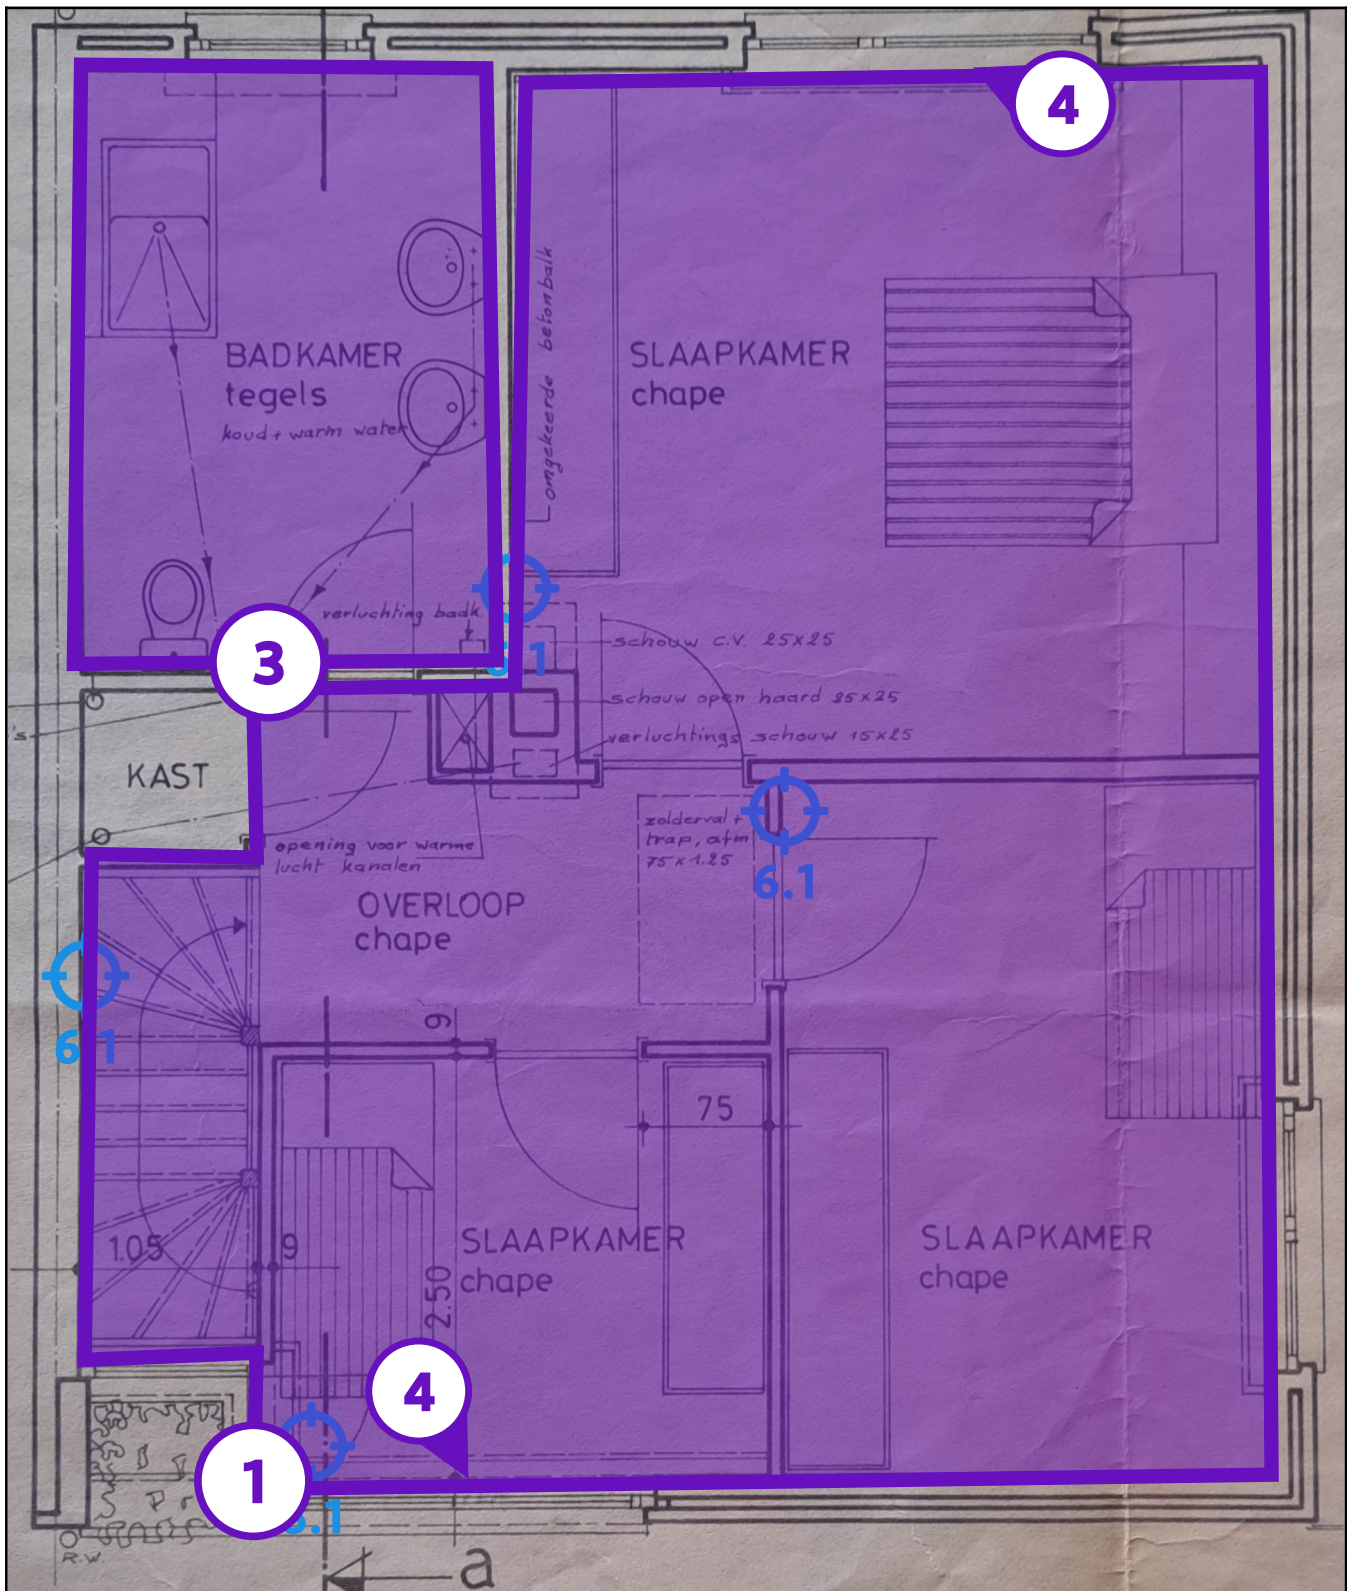 4
BADKAMER
tegels
koud + warm water
omgekeerde betonbalk
SLAAPKAMER
chape
verluchting badk.
3
schouw c.v. 25x25
schouw open haard 25x25
verluchtings schouw 15x25
's
KAST
zolderval +
trap, afm
75 x 1.25
6.1
opening voor warme
lucht kanalen
OVERLOOP
chape
6.1
9
75
1.05
9
2.50
SLAAPKAMER
chape
SLAAPKAMER
chape
4
1
R.W.
a